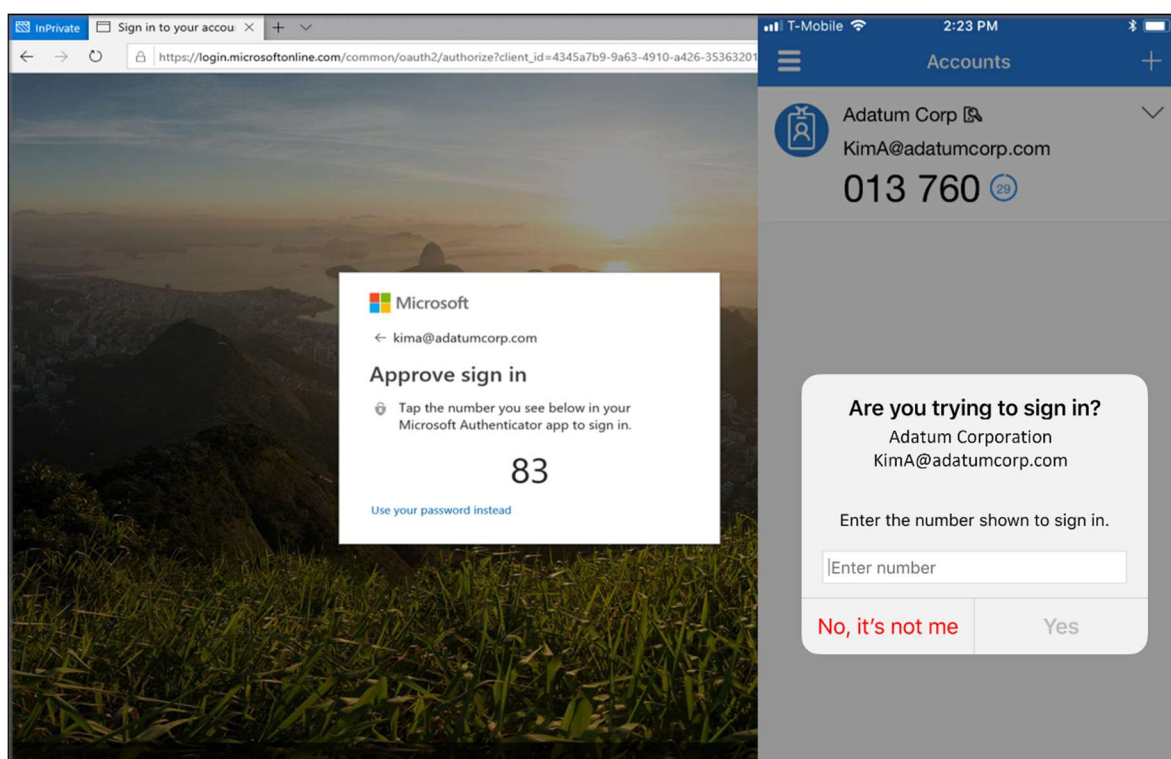 InPrivate
Sign in to your accou
https://login.microsoftonline.com/common/oauth2/authorize?client_id=4345a7b9-9a63-4910-a426-35363201
Microsoft
kima@adatumcorp.com
Approve sign in
Tap the number you see below in your
Microsoft Authenticator app to sign in.
83
Use your password instead
T-Mobile 2:23 PM
Accounts
Adatum Corp
KimA@adatumcorp.com
013 760 29
Are you trying to sign in?
Adatum Corporation
KimA@adatumcorp.com
Enter the number shown to sign in.
Enter number
No, it's not me Yes